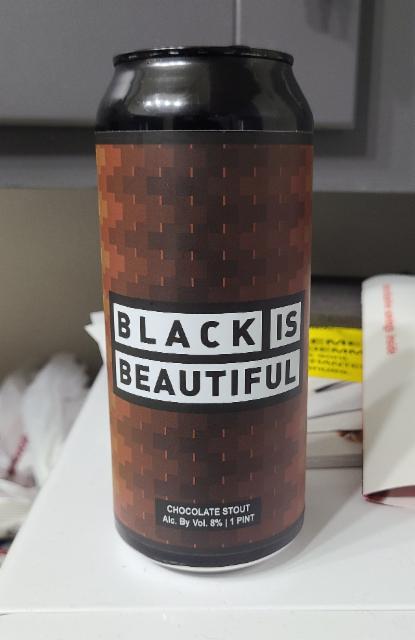 BLACK IS
BEAUTIFUL
CHOCOLATE STOUT
Alc. By Vol. 8% | 1 PINT